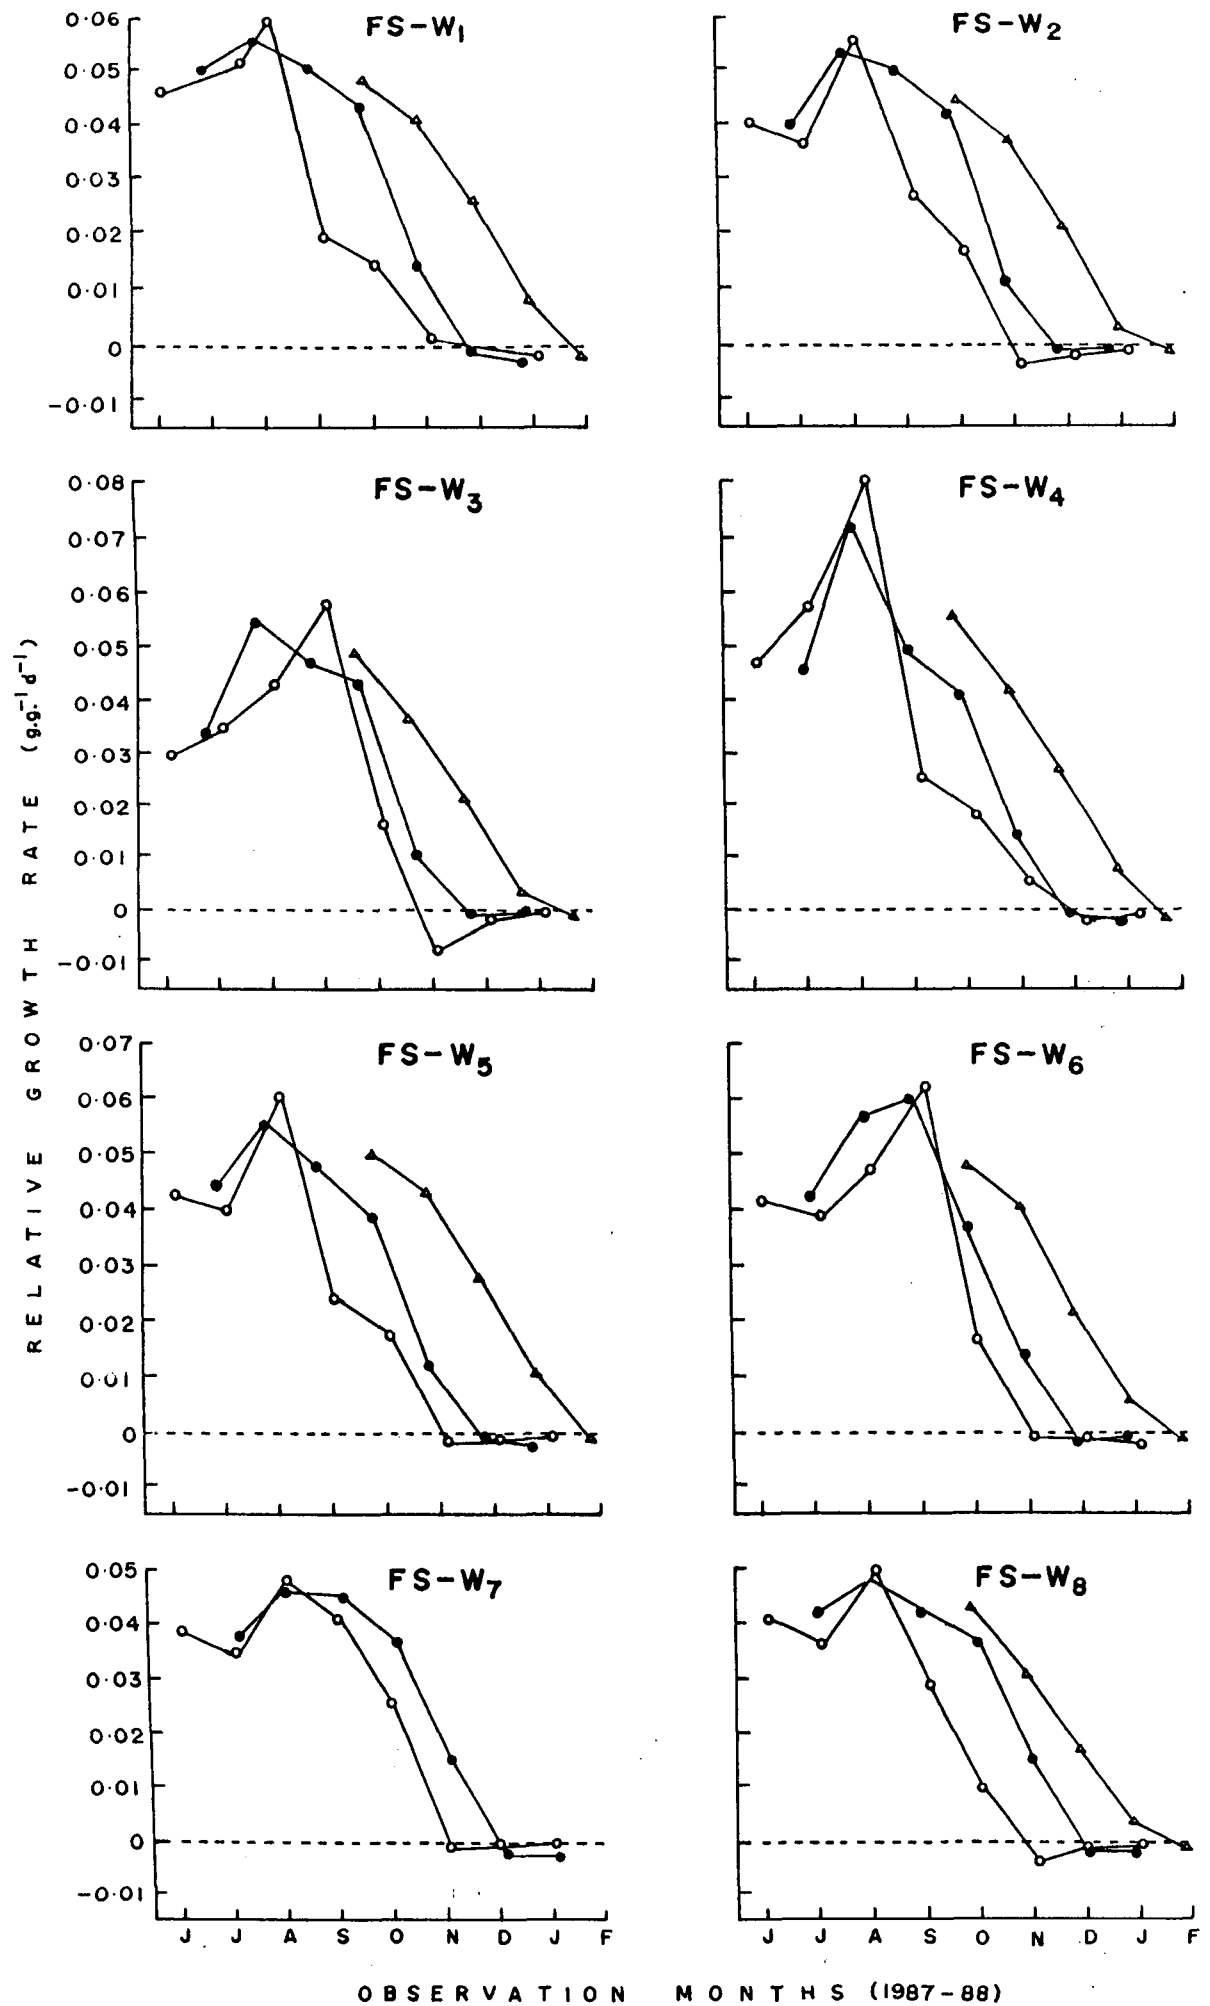 FS-W1
FS-W2
0·06
0·05
0·04
0·03
0·02
0·01
0
-0·01
FS-W3
FS-W4
0·08
0·07
0·06
0·05
0·04
0·03
0·02
0·01
0
-0·01
FS-W5
FS-W6
0·07
0·06
0·05
0·04
0·03
0·02
0·01
0
-0·01
FS-W7
FS-W8
0·05
0·04
0·03
0·02
0·01
0
-0·01
RELATIVE GROWTH RATE (g.g.⁻¹d⁻¹)
J J A S O N D J F
J J A S O N D J F
OBSERVATION MONTHS (1987-88)